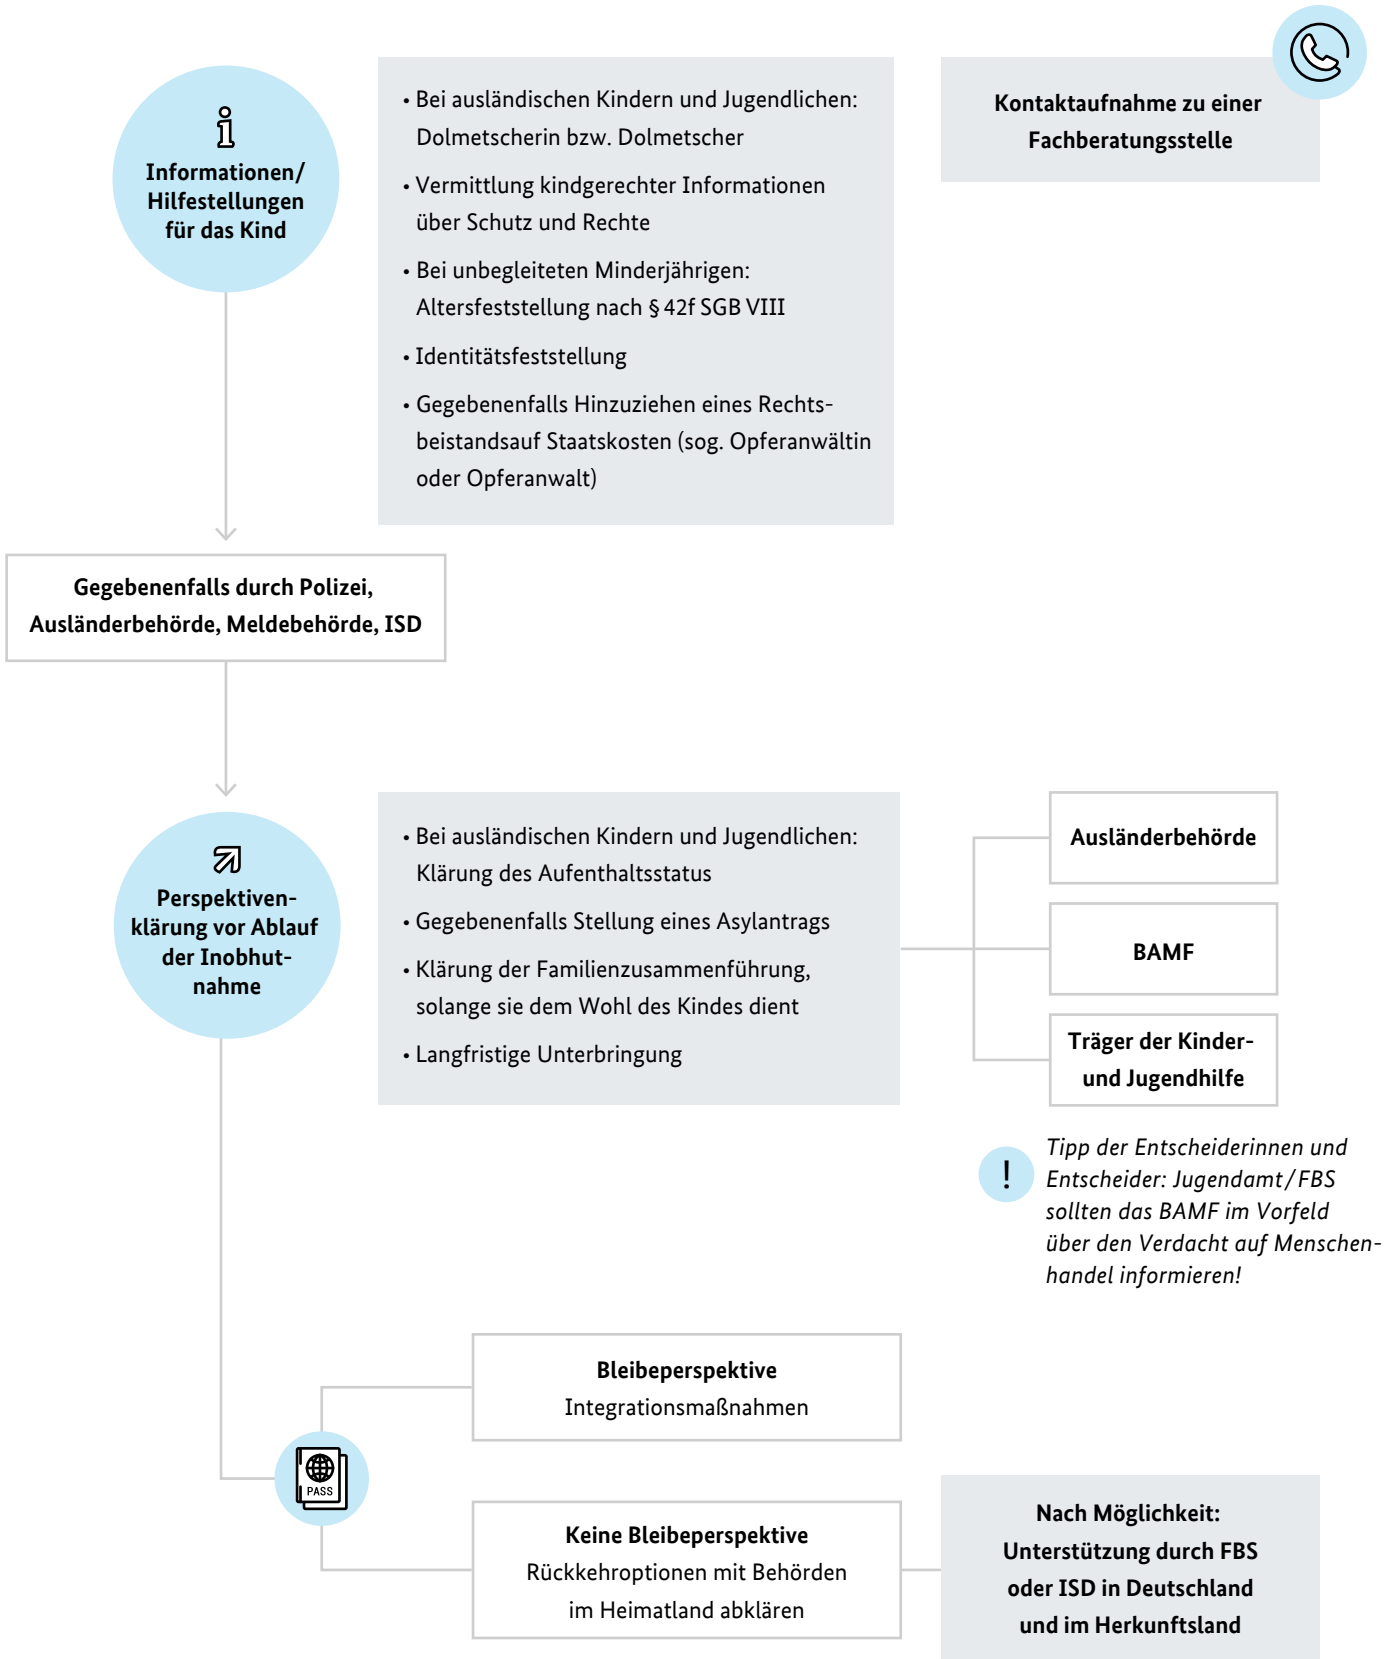 Informationen/
Hilfestellungen
für das Kind
• Bei ausländischen Kindern und Jugendlichen:
Dolmetscherin bzw. Dolmetscher
• Vermittlung kindgerechter Informationen
über Schutz und Rechte
• Bei unbegleiteten Minderjährigen:
Altersfeststellung nach § 42f SGB VIII
• Identitätsfeststellung
• Gegebenenfalls Hinzuziehen eines Rechts-
beistandsauf Staatskosten (sog. Opferanwältin
oder Opferanwalt)
Kontaktaufnahme zu einer
Fachberatungsstelle
Gegebenenfalls durch Polizei,
Ausländerbehörde, Meldebehörde, ISD
Perspektiven-
klärung vor Ablauf
der Inobhut-
nahme
• Bei ausländischen Kindern und Jugendlichen:
Klärung des Aufenthaltsstatus
• Gegebenenfalls Stellung eines Asylantrags
• Klärung der Familienzusammenführung,
solange sie dem Wohl des Kindes dient
• Langfristige Unterbringung
Ausländerbehörde
BAMF
Träger der Kinder-
und Jugendhilfe
!
Tipp der Entscheiderinnen und
Entscheider: Jugendamt/FBS
sollten das BAMF im Vorfeld
über den Verdacht auf Menschen-
handel informieren!
PASS
Bleibeperspektive
Integrationsmaßnahmen
Keine Bleibeperspektive
Rückkehroptionen mit Behörden
im Heimatland abklären
Nach Möglichkeit:
Unterstützung durch FBS
oder ISD in Deutschland
und im Herkunftsland